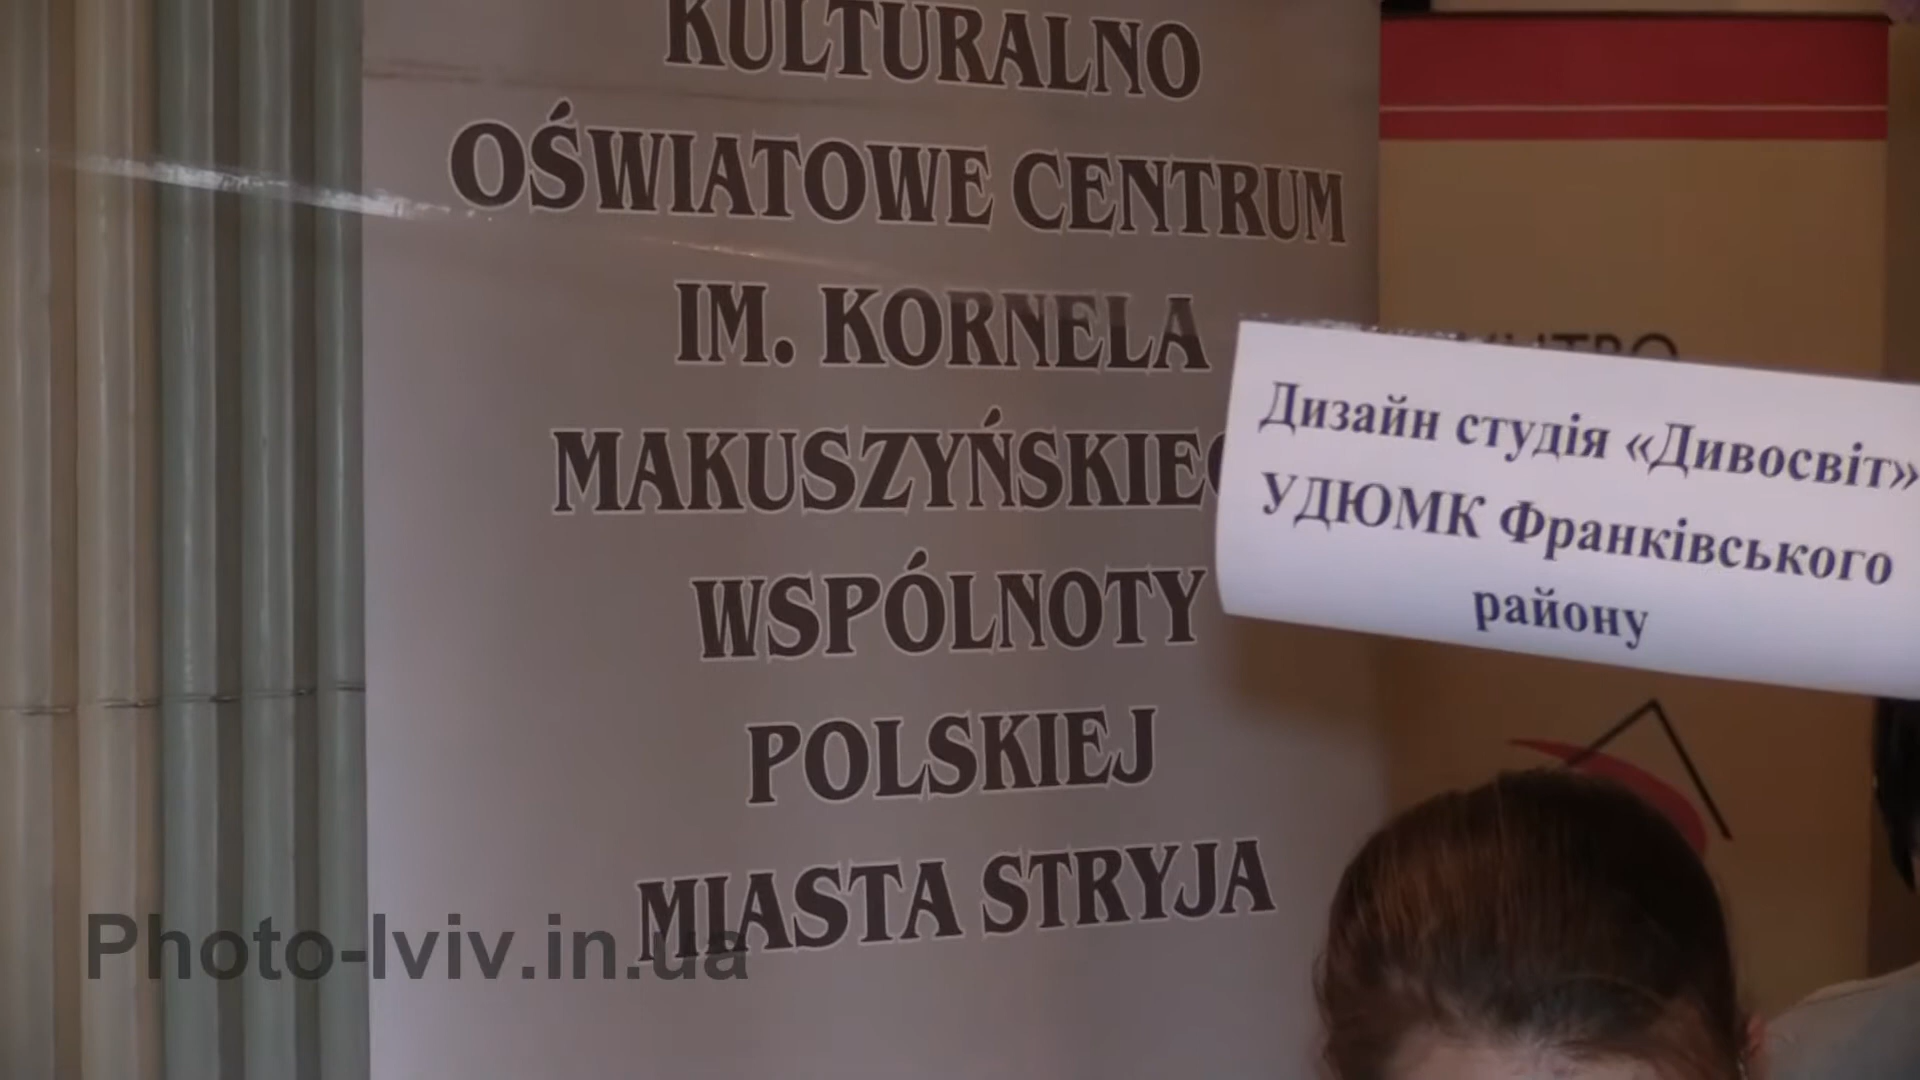 KULTURALNO
OŚWIATOWE CENTRUM
IM. KORNELA
MAKUSZYŃSKIEG
WSPÓLNOTY
POLSKIEJ
MIASTA STRYJA
Дизайн студія «Дивосвіт»
УДЮМК Франківського
району
Photo-lviv.in.ua